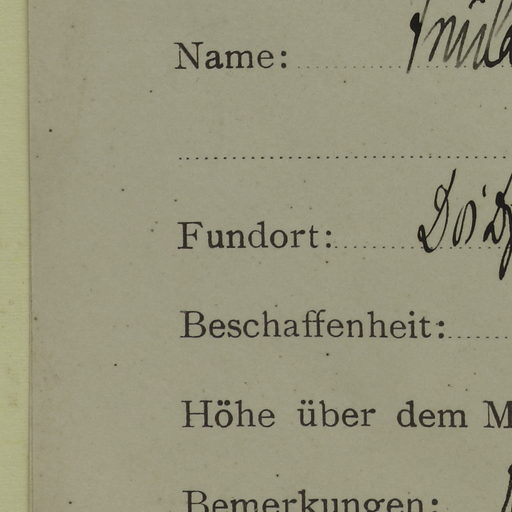 Name:
Fundort:
Beschaffenheit:
Höhe über dem M
Bemerkungen: